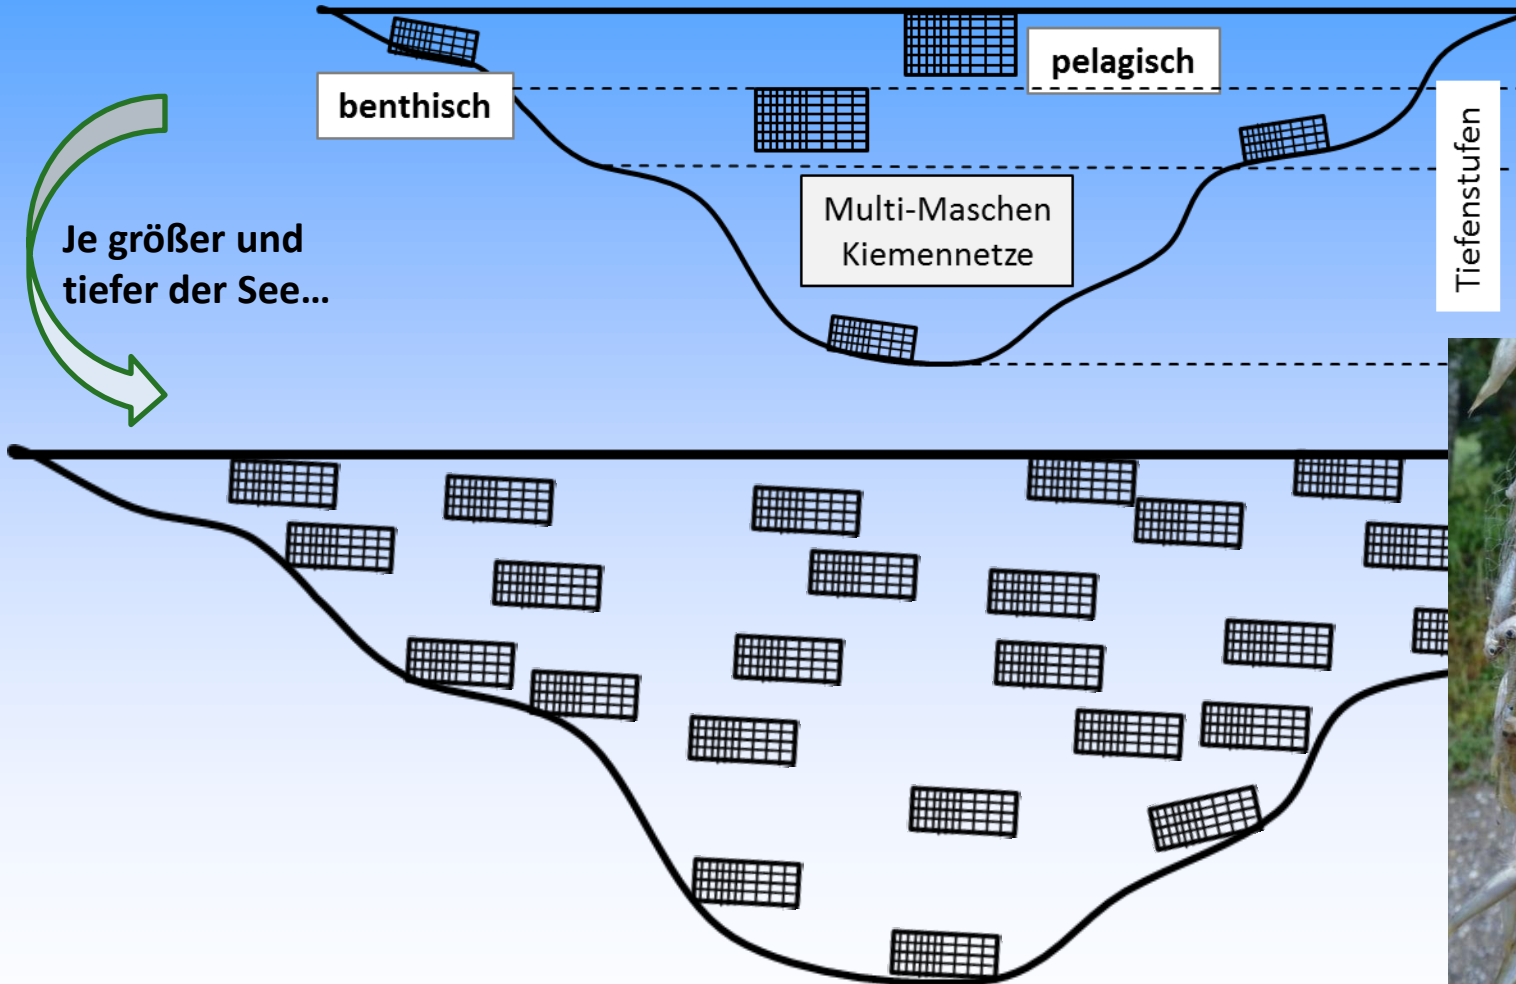 benthisch
pelagisch
Tiefenstufen
Multi-Maschen
Kiemennetze
Je größer und
tiefer der See...